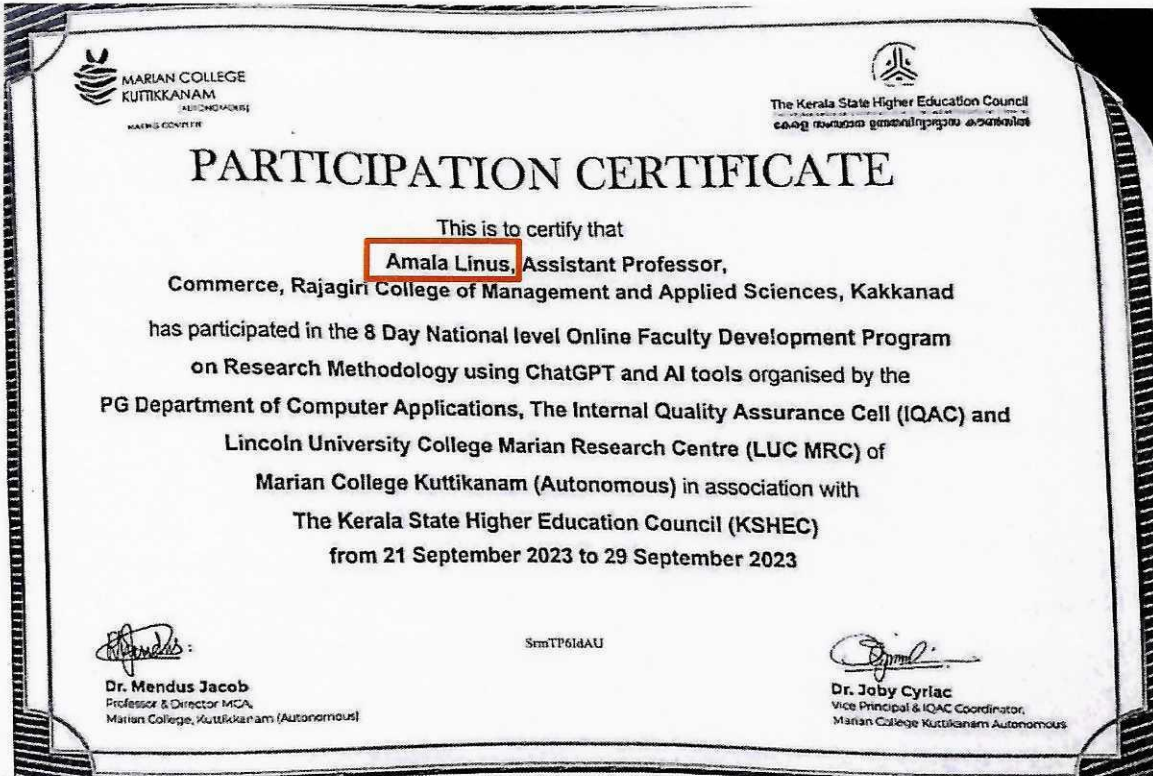 MARIAN COLLEGE
KUTTIKKANAM
AUTONOMOUS
MAKING COMPLETE
The Kerala State Higher Education Council
കേരള സംസ്ഥാന ഉന്നതവിദ്യാഭ്യാസ കൗൺസിൽ
PARTICIPATION CERTIFICATE
This is to certify that
Amala Linus, Assistant Professor,
Commerce, Rajagiri College of Management and Applied Sciences, Kakkanad
has participated in the 8 Day National level Online Faculty Development Program
on Research Methodology using ChatGPT and AI tools organised by the
PG Department of Computer Applications, The Internal Quality Assurance Cell (IQAC) and
Lincoln University College Marian Research Centre (LUC MRC) of
Marian College Kuttikanam (Autonomous) in association with
The Kerala State Higher Education Council (KSHEC)
from 21 September 2023 to 29 September 2023
SrmTP6IdAU
Dr. Mendus Jacob
Professor & Director MCA,
Marian College, Kuttikkanam (Autonomous)
Dr. Joby Cyriac
Vice Principal & IQAC Coordinator,
Marian College Kuttikanam Autonomous